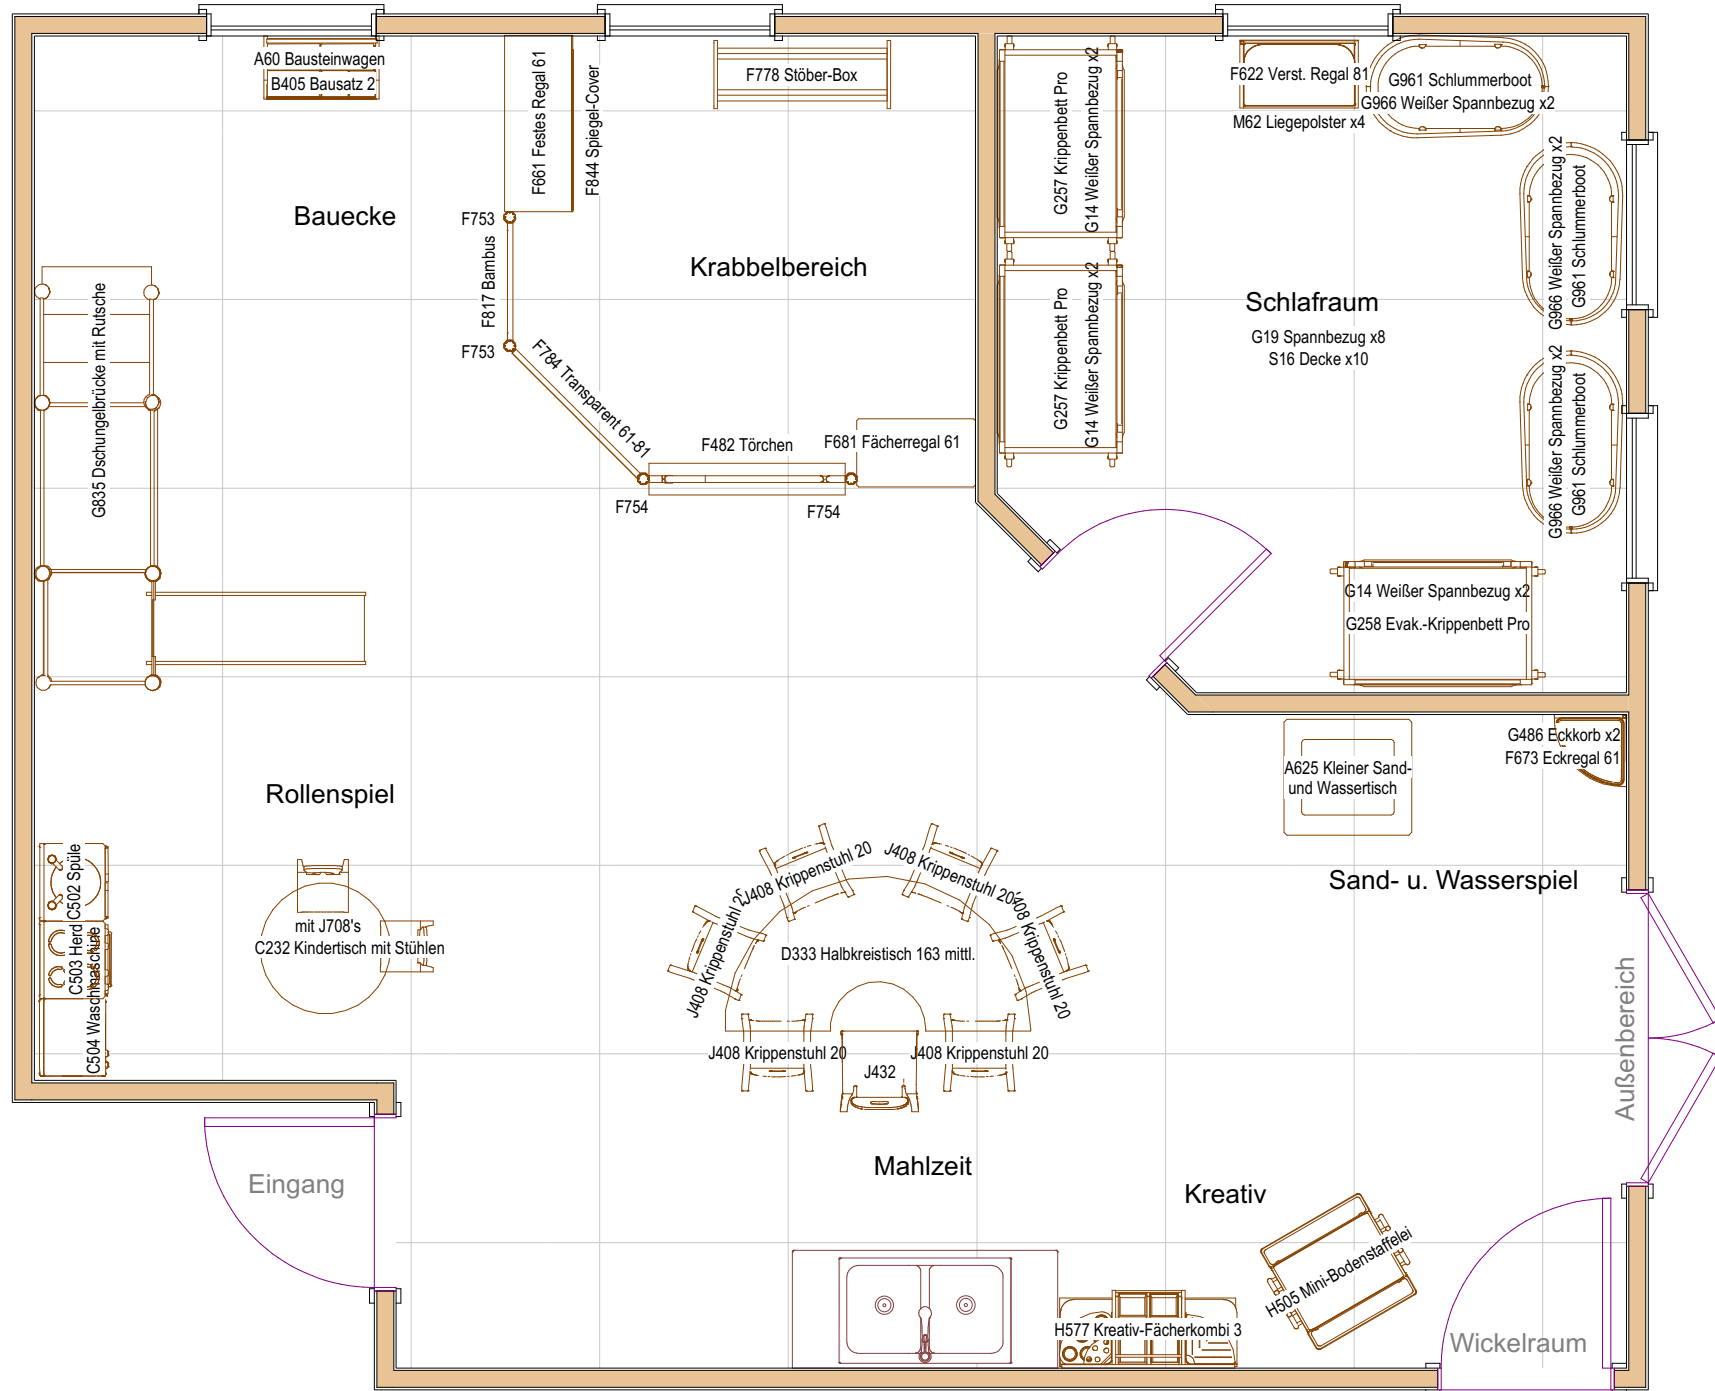 A60 Bausteinwagen
B405 Bausatz 2
F661 Festes Regal 61
F844 Spiegel-Cover
F778 Stöber-Box
Bauecke
F753
F817 Bambus
F753
F784 Transparent 61-81
Krabbelbereich
F482 Törchen
F681 Fächerregal 61
F754
F754
G835 Dschungelbrücke mit Rutsche
G257 Krippenbett Pro
G14 Weißer Spannbezug x2
G257 Krippenbett Pro
G14 Weißer Spannbezug x2
F622 Verst. Regal 81
M62 Liegepolster x4
G961 Schlummerboot
G966 Weißer Spannbezug x2
G966 Weißer Spannbezug x2
G961 Schlummerboot
G966 Weißer Spannbezug x2
G961 Schlummerboot
Schlafraum
G19 Spannbezug x8
S16 Decke x10
G14 Weißer Spannbezug x2
G258 Evak.-Krippenbett Pro
G486 Eckkorb x2
F673 Eckregal 61
A625 Kleiner Sand-
und Wassertisch
Sand- u. Wasserspiel
Rollenspiel
C502 Spüle
C503 Herd
C504 Waschmaschine
mit J708's
C232 Kindertisch mit Stühlen
J408 Krippenstuhl 20
J408 Krippenstuhl 20
J408 Krippenstuhl 20
J408 Krippenstuhl 20
D333 Halbkreistisch 163 mittl.
J408 Krippenstuhl 20
J408 Krippenstuhl 20
J432
Außenbereich
Mahlzeit
Kreativ
Eingang
H505 Mini-Bodenstaffelei
H577 Kreativ-Fächerkombi 3
Wickelraum